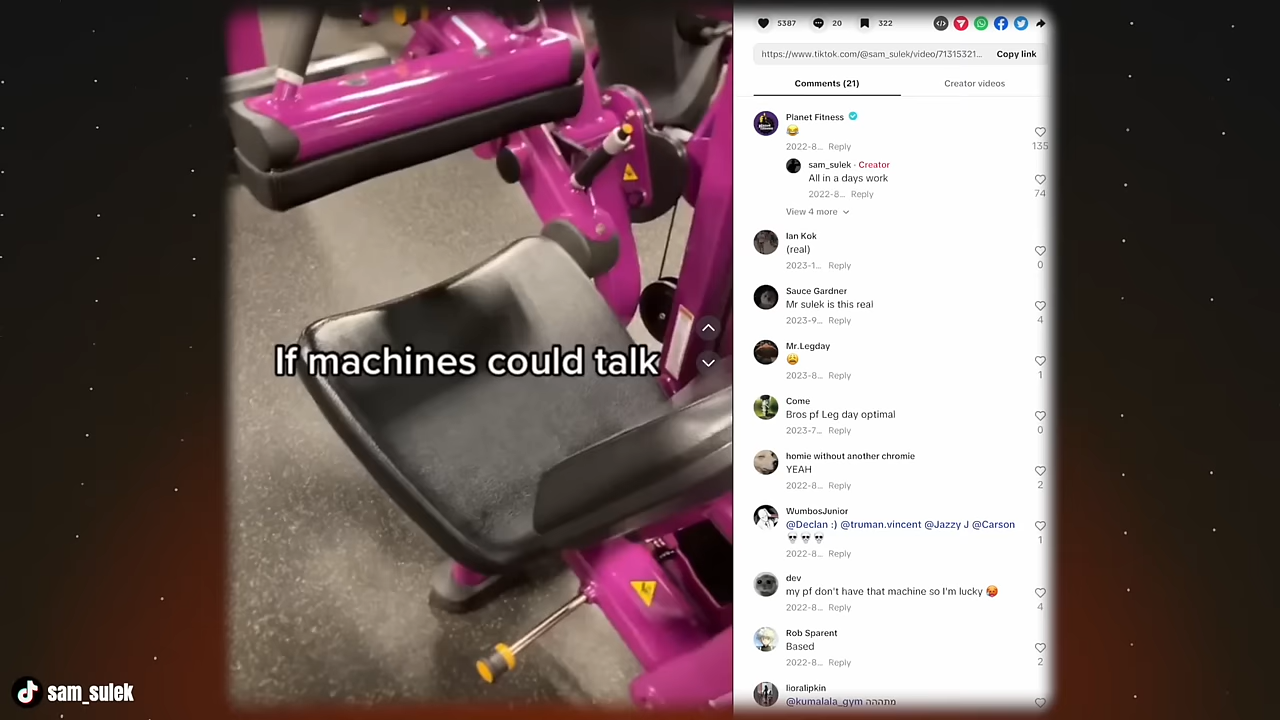 5387
20
322
https://www.tiktok.com/@sam_sulek/video/71315321...
Copy link
Comments (21)
Creator videos
Planet Fitness
😂
2022-8... Reply
135
sam_sulek · Creator
All in a days work
2022-8... Reply
74
View 4 more
Ian Kok
(real)
2023-1... Reply
0
Sauce Gardner
Mr sulek is this real
2023-9... Reply
4
Mr.Legday
😩
2023-8... Reply
1
Come
Bros pf Leg day optimal
2023-7... Reply
0
homie without another chromie
YEAH
2022-8... Reply
2
WumbosJunior
@Declan :) @truman.vincent @Jazzy J @Carson
💀 💀 💀
2022-8... Reply
1
dev
my pf don't have that machine so I'm lucky 🥵
2022-8... Reply
4
Rob Sparent
Based
2022-8... Reply
2
lioralipkin
@kumalala_gym מתההה
If machines could talk
sam_sulek